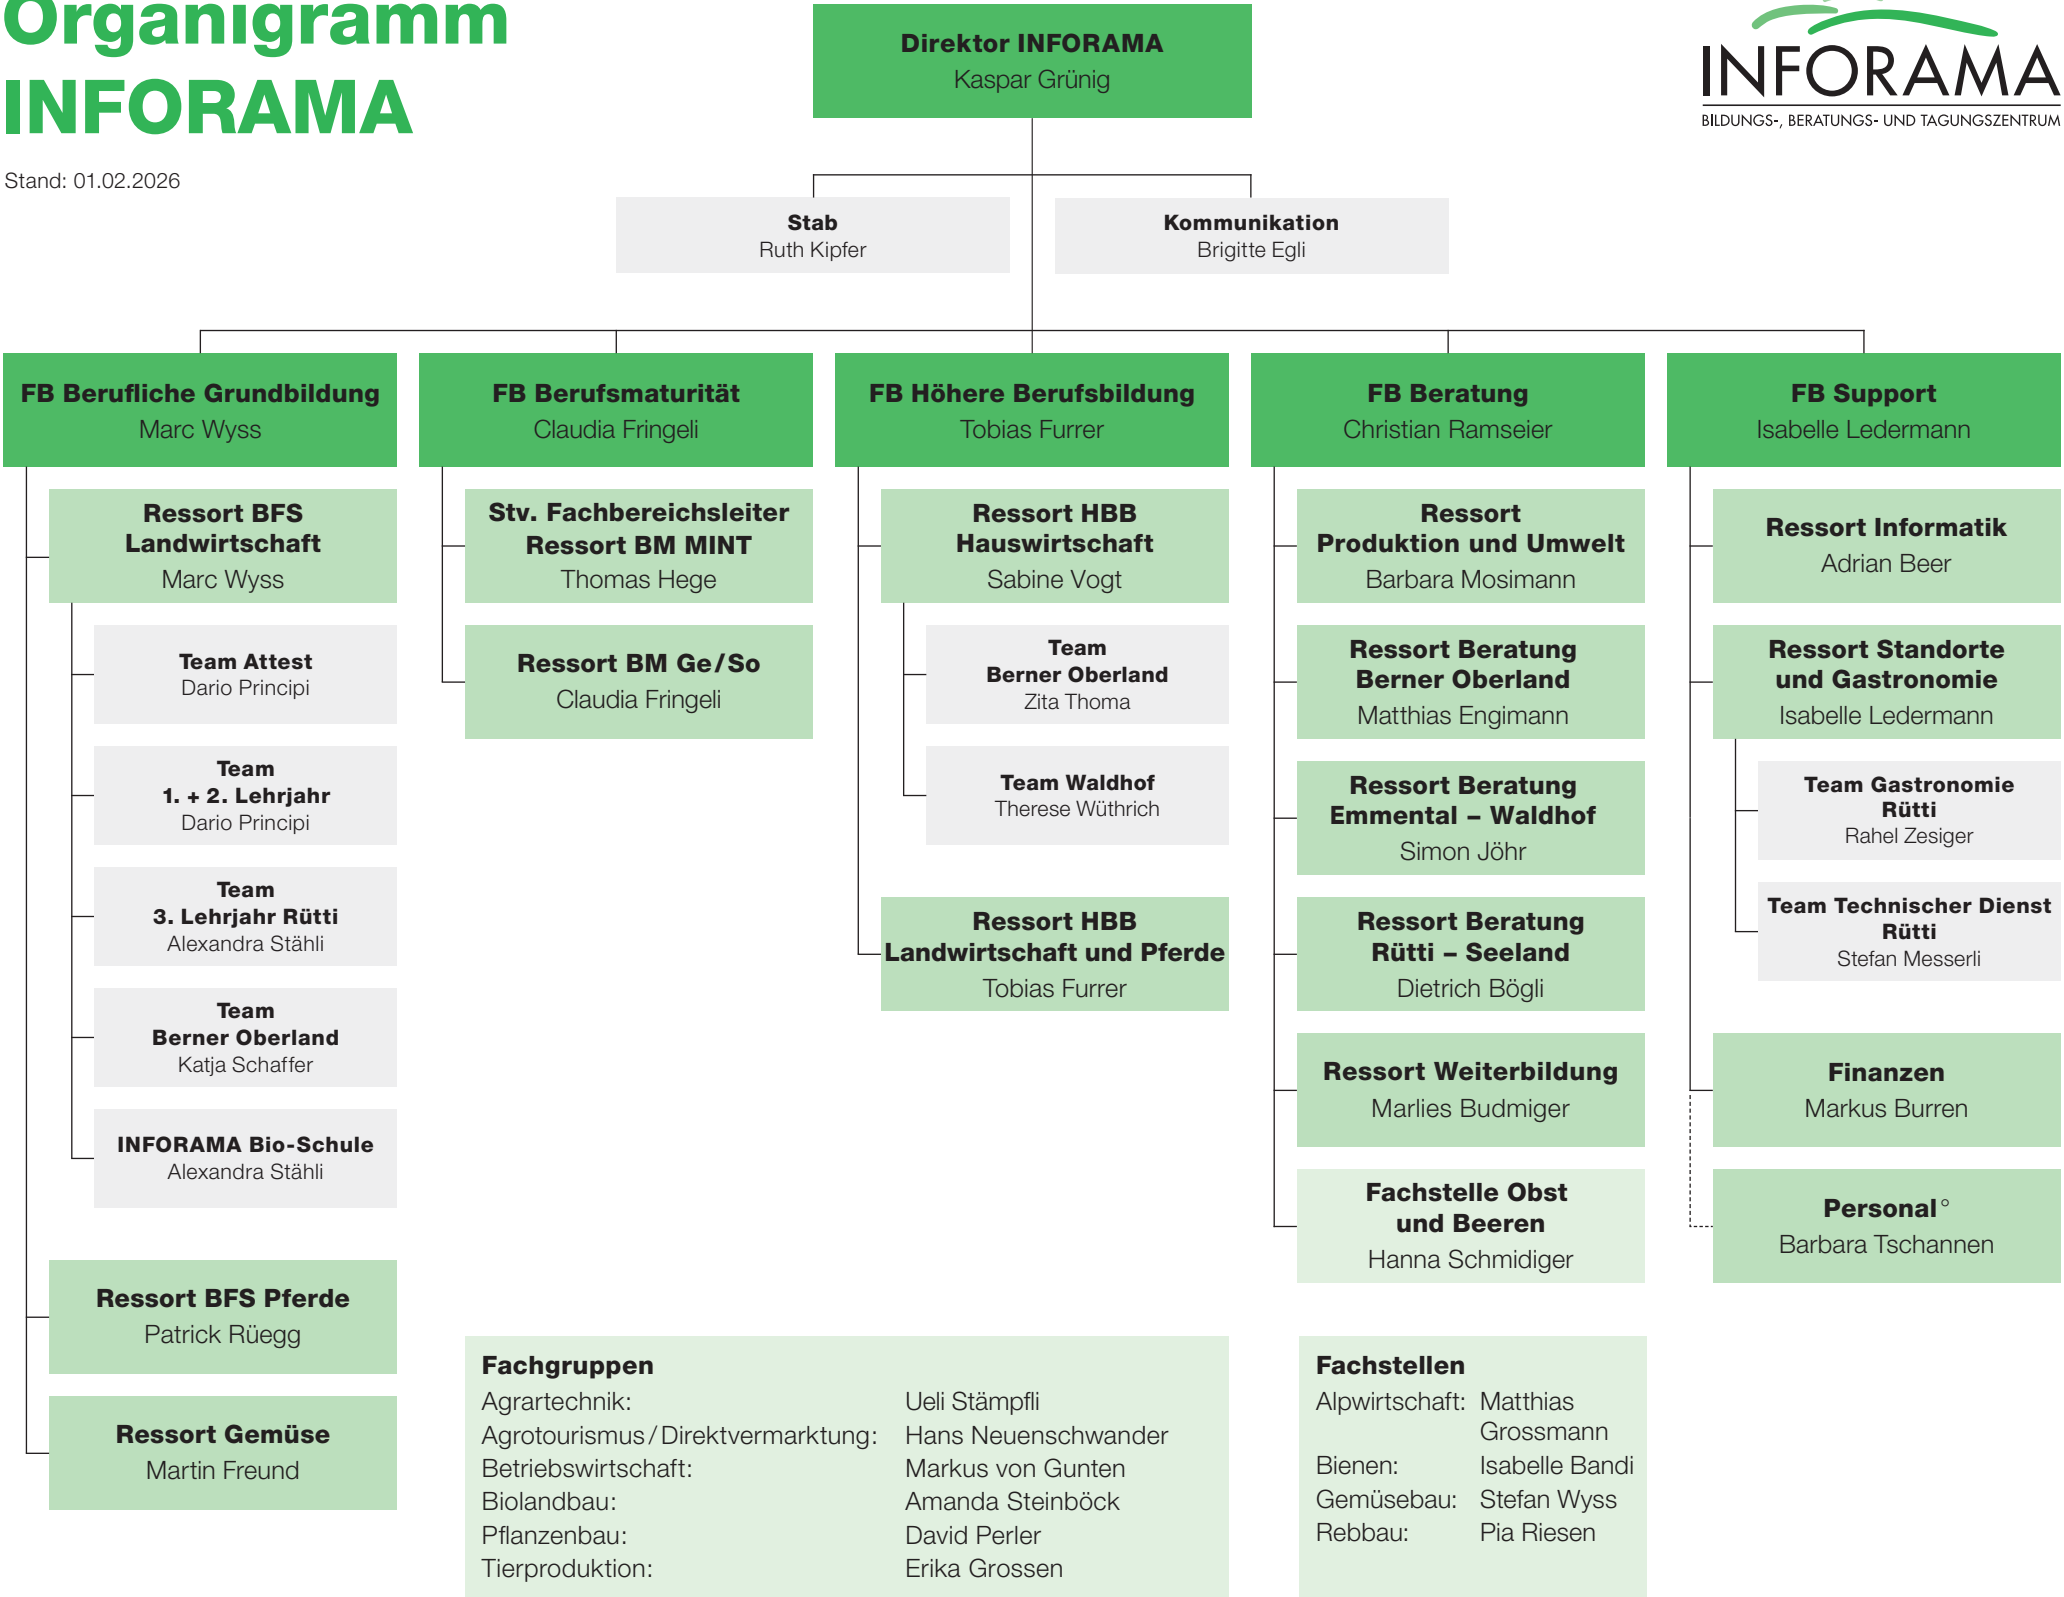 Organigramm
INFORAMA
Stand: 01.02.2026
Direktor INFORAMA
Kaspar Grünig
INFORAMA
BILDUNGS-, BERATUNGS- UND TAGUNGSZENTRUM
Stab
Ruth Kipfer
Kommunikation
Brigitte Egli
FB Berufliche Grundbildung
Marc Wyss
Ressort BFS
Landwirtschaft
Marc Wyss
Team Attest
Dario Principi
Team
1. + 2. Lehrjahr
Dario Principi
Team
3. Lehrjahr Rütti
Alexandra Stähli
Team
Berner Oberland
Katja Schaffer
INFORAMA Bio-Schule
Alexandra Stähli
Ressort BFS Pferde
Patrick Rüegg
Ressort Gemüse
Martin Freund
FB Berufsmaturität
Claudia Fringeli
Stv. Fachbereichsleiter
Ressort BM MINT
Thomas Hege
Ressort BM Ge/So
Claudia Fringeli
FB Höhere Berufsbildung
Tobias Furrer
Ressort HBB
Hauswirtschaft
Sabine Vogt
Team
Berner Oberland
Zita Thoma
Team Waldhof
Therese Wüthrich
Ressort HBB
Landwirtschaft und Pferde
Tobias Furrer
FB Beratung
Christian Ramseier
Ressort
Produktion und Umwelt
Barbara Mosimann
Ressort Beratung
Berner Oberland
Matthias Engimann
Ressort Beratung
Emmental – Waldhof
Simon Jöhr
Ressort Beratung
Rütti – Seeland
Dietrich Bögli
Ressort Weiterbildung
Marlies Budmiger
Fachstelle Obst
und Beeren
Hanna Schmidiger
FB Support
Isabelle Ledermann
Ressort Informatik
Adrian Beer
Ressort Standorte
und Gastronomie
Isabelle Ledermann
Team Gastronomie
Rütti
Rahel Zesiger
Team Technischer Dienst
Rütti
Stefan Messerli
Finanzen
Markus Burren
Personal°
Barbara Tschannen
Fachgruppen
Agrartechnik: Ueli Stämpfli
Agrotourismus/Direktvermarktung: Hans Neuenschwander
Betriebswirtschaft: Markus von Gunten
Biolandbau: Amanda Steinböck
Pflanzenbau: David Perler
Tierproduktion: Erika Grossen
Fachstellen
Alpwirtschaft: Matthias
Grossmann
Bienen: Isabelle Bandi
Gemüsebau: Stefan Wyss
Rebbau: Pia Riesen